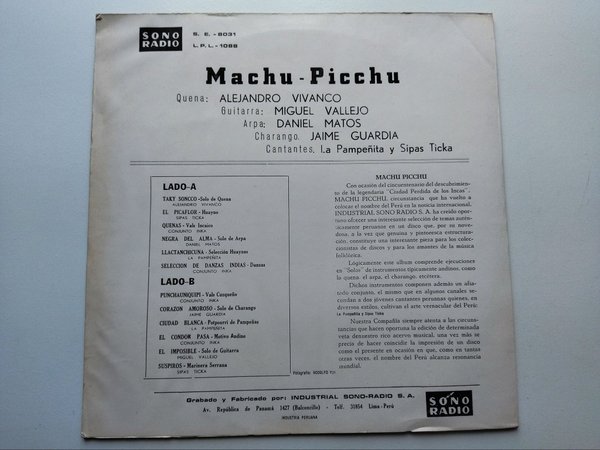 SONO
RADIO
S. E. - 8031
L. P. L. - 1088
Machu - Picchu
Quena: ALEJANDRO VIVANCO
Guitarra: MIGUEL VALLEJO
Arpa: DANIEL MATOS
Charango, JAIME GUARDIA
Cantantes, La Pampeñita y Sipas Ticka
LADO-A
TAKY SONCCO - Solo de Quena
ALEJANDRO VIVANCO
EL PICAFLOR - Huayno
SIPAS TICKA
QUENAS - Vals Incaico
CONJUNTO INKA
NEGRA DEL ALMA - Solo de Arpa
DANIEL MATOS
LLACTANCHICUNA - Selección Huaynos
LA PAMPEÑITA
SELECCION DE DANZAS INDIAS - Danzas
CONJUNTO INKA
LADO-B
PUNCHAUNIQUIPI - Vals Cuzqueño
CONJUNTO INKA
CORAZON AMOROSO - Solo de Charango
JAIME GUARDIA
CIUDAD BLANCA - Potpourrí de Pampeñas
LA PAMPEÑITA
EL CONDOR PASA - Motivo Andino
CONJUNTO INKA
EL IMPOSIBLE - Solo de Guitarra
MIGUEL VALLEJO
SUSPIROS - Marinera Serrana
SIPAS TICKA
MACHU PICCHU
Con ocasión del cincuentenario del descubrimiento
de la legendaria "Ciudad Perdida de los Incas",
MACHU PICCHU, circunstancia que ha vuelto a
colocar el nombre del Perú en la noticia internacional,
INDUSTRIAL SONO RADIO S. A. ha creído oportuno
ofrecer una interesante selección de temas auténticamente
peruano en un disco que, por su novedosa,
a la vez que genuina y pintoresca estructuración,
constituye una interesante pieza para los coleccionistas
de discos y para los amantes de la música
folklórica.
Lógicamente este album comprende ejecuciones
en "Solos" de instrumentos típicamente andinos, como
la quena, el arpa, el charango, etcétera.
Dichos instrumentos componen además un afiatado
conjunto, el mismo que en algunos canales secundan
a dos jóvenes cantantes peruanas quienes, en
diversos estilos, cultivan el arte vernacular del Perú:
La Pampeñita y Sipas Ticka
Nuestra Compañía siempre atenta a las circunstancias
que hacen oportuna la edición de determinada
veta de nuestro rico acervo musical, una vez más se
precia de hacer coincidir la impresión de un disco
como el presente en ocasión en que, como en tantas
otras veces, el nombre del Perú alcanza resonancia
mundial.
Fotografía: RODOLFO
Grabado y Fabricado por: INDUSTRIAL SONO-RADIO S. A.
Av. República de Panamá 1427 (Balconcillo) - Telf. 31854 Lima-Perú
INDUSTRIA PERUANA
SONO
RADIO